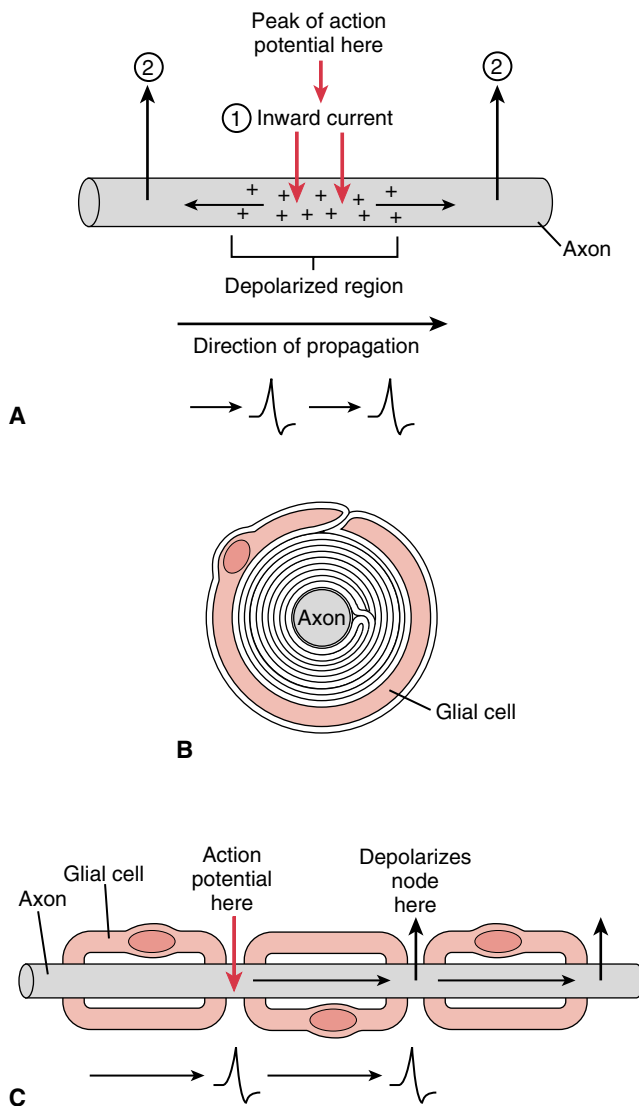 Peak of action
potential here
②
②
① Inward current
+ + + + +
+ + + + + +
Axon
Depolarized region
Direction of propagation
A
Axon
Glial cell
B
Action
potential
here
Depolarizes
node
here
Glial cell
Axon
C